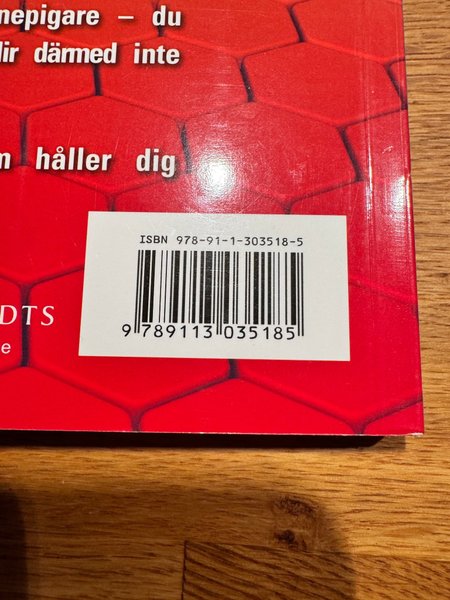 nepigare – du
lir därmed inte
håller dig
ISBN 978-91-1-303518-5
9 789113 035185
DTS
e